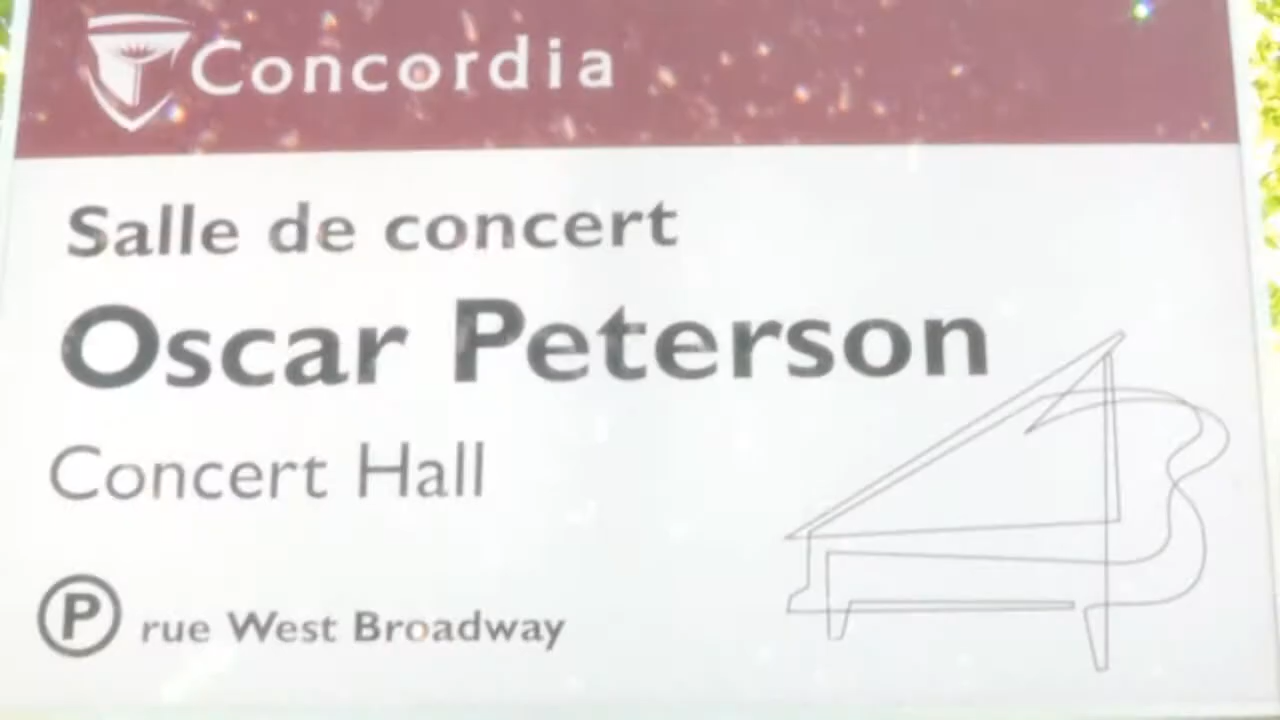 Concordia
Salle de concert
Oscar Peterson
Concert Hall
P rue West Broadway